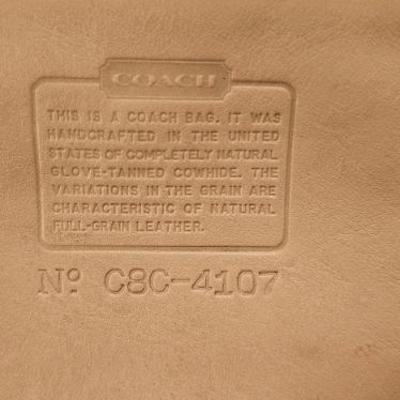 COACH
THIS IS A COACH BAG. IT WAS
HANDCRAFTED IN THE UNITED
STATES OF COMPLETELY NATURAL
GLOVE-TANNED COWHIDE. THE
VARIATIONS IN THE GRAIN ARE
CHARACTERISTIC OF NATURAL
FULL-GRAIN LEATHER.
Nº C8C-4107